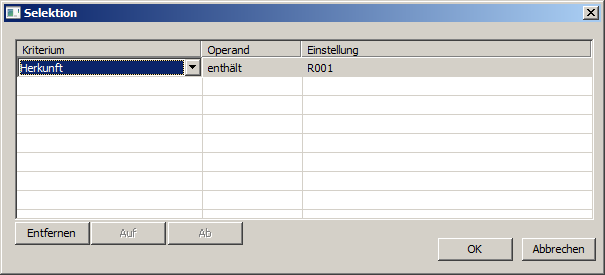 Selektion
Kriterium Operand Einstellung
Herkunft enthält R001
Entfernen Auf Ab
OK Abbrechen